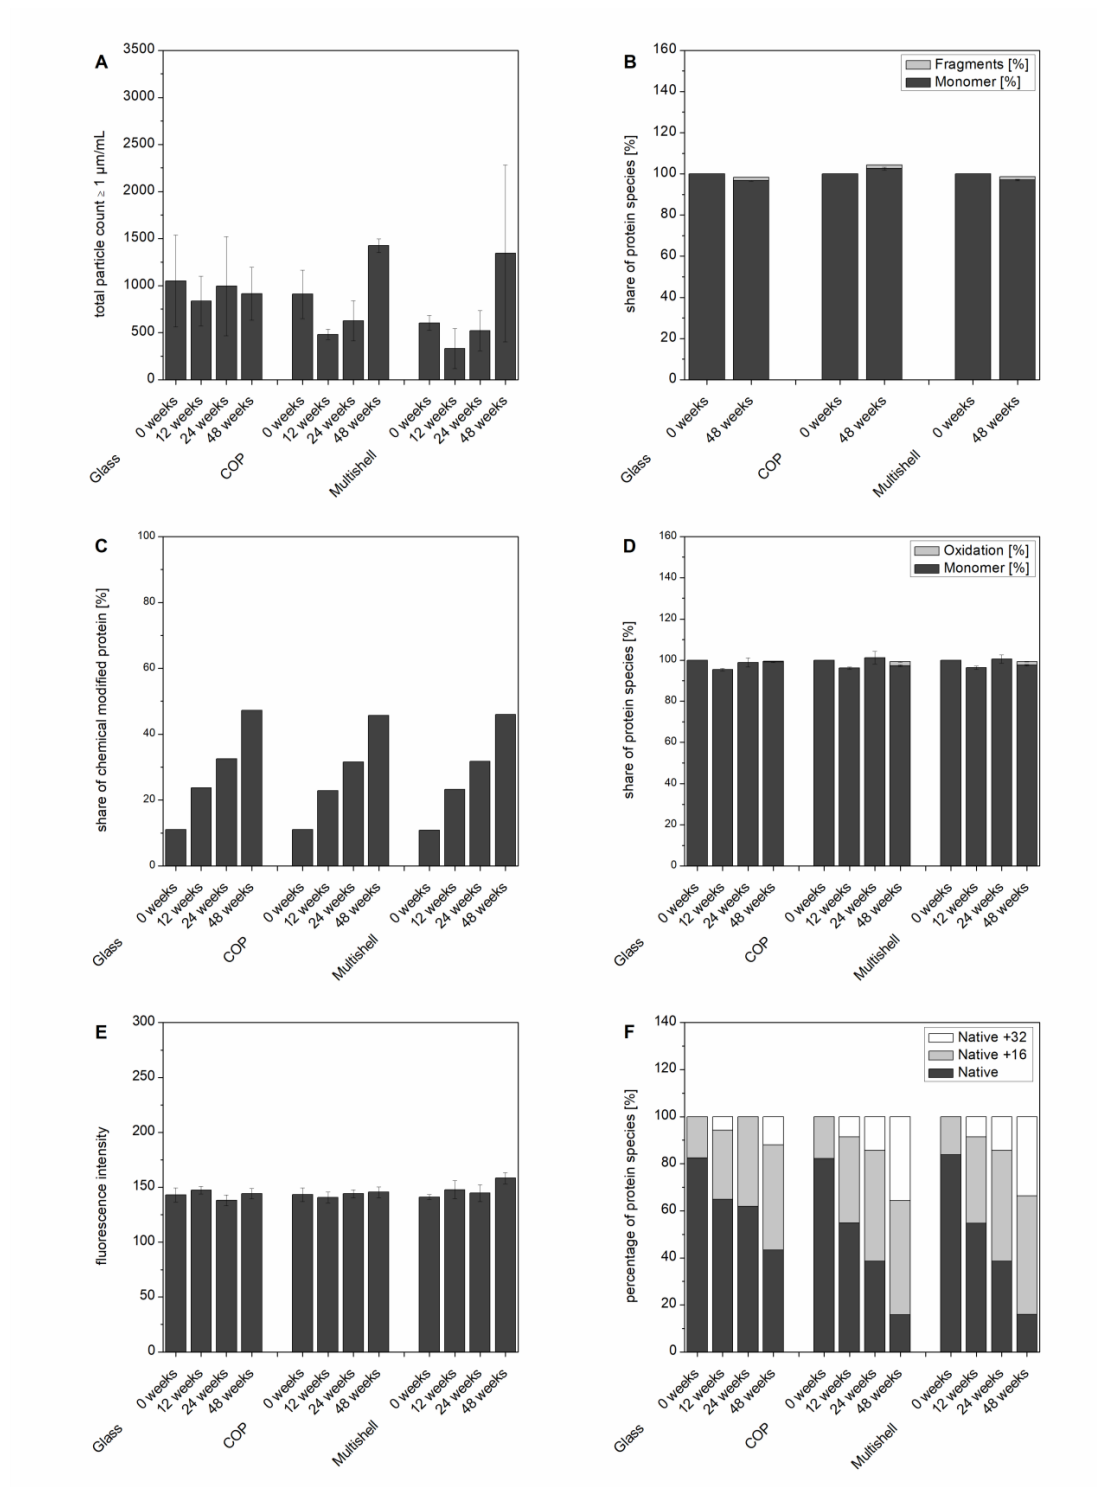 A
total particle count ≥ 1 µm/mL
3500
3000
2500
2000
1500
1000
500
0
0 weeks
12 weeks
24 weeks
48 weeks
0 weeks
12 weeks
24 weeks
48 weeks
0 weeks
12 weeks
24 weeks
48 weeks
Glass
COP
Multishell
B
share of protein species [%]
160
140
120
100
80
60
40
20
0
Fragments [%]
Monomer [%]
0 weeks
48 weeks
0 weeks
48 weeks
0 weeks
48 weeks
Glass
COP
Multishell
C
share of chemical modified protein [%]
100
80
60
40
20
0
0 weeks
12 weeks
24 weeks
48 weeks
0 weeks
12 weeks
24 weeks
48 weeks
0 weeks
12 weeks
24 weeks
48 weeks
Glass
COP
Multishell
D
share of protein species [%]
160
140
120
100
80
60
40
20
0
Oxidation [%]
Monomer [%]
0 weeks
12 weeks
24 weeks
48 weeks
0 weeks
12 weeks
24 weeks
48 weeks
0 weeks
12 weeks
24 weeks
48 weeks
Glass
COP
Multishell
E
fluorescence intensity
300
250
200
150
100
50
0
0 weeks
12 weeks
24 weeks
48 weeks
0 weeks
12 weeks
24 weeks
48 weeks
0 weeks
12 weeks
24 weeks
48 weeks
Glass
COP
Multishell
F
percentage of protein species [%]
140
120
100
80
60
40
20
0
Native +32
Native +16
Native
0 weeks
12 weeks
24 weeks
48 weeks
0 weeks
12 weeks
24 weeks
48 weeks
0 weeks
12 weeks
24 weeks
48 weeks
Glass
COP
Multishell